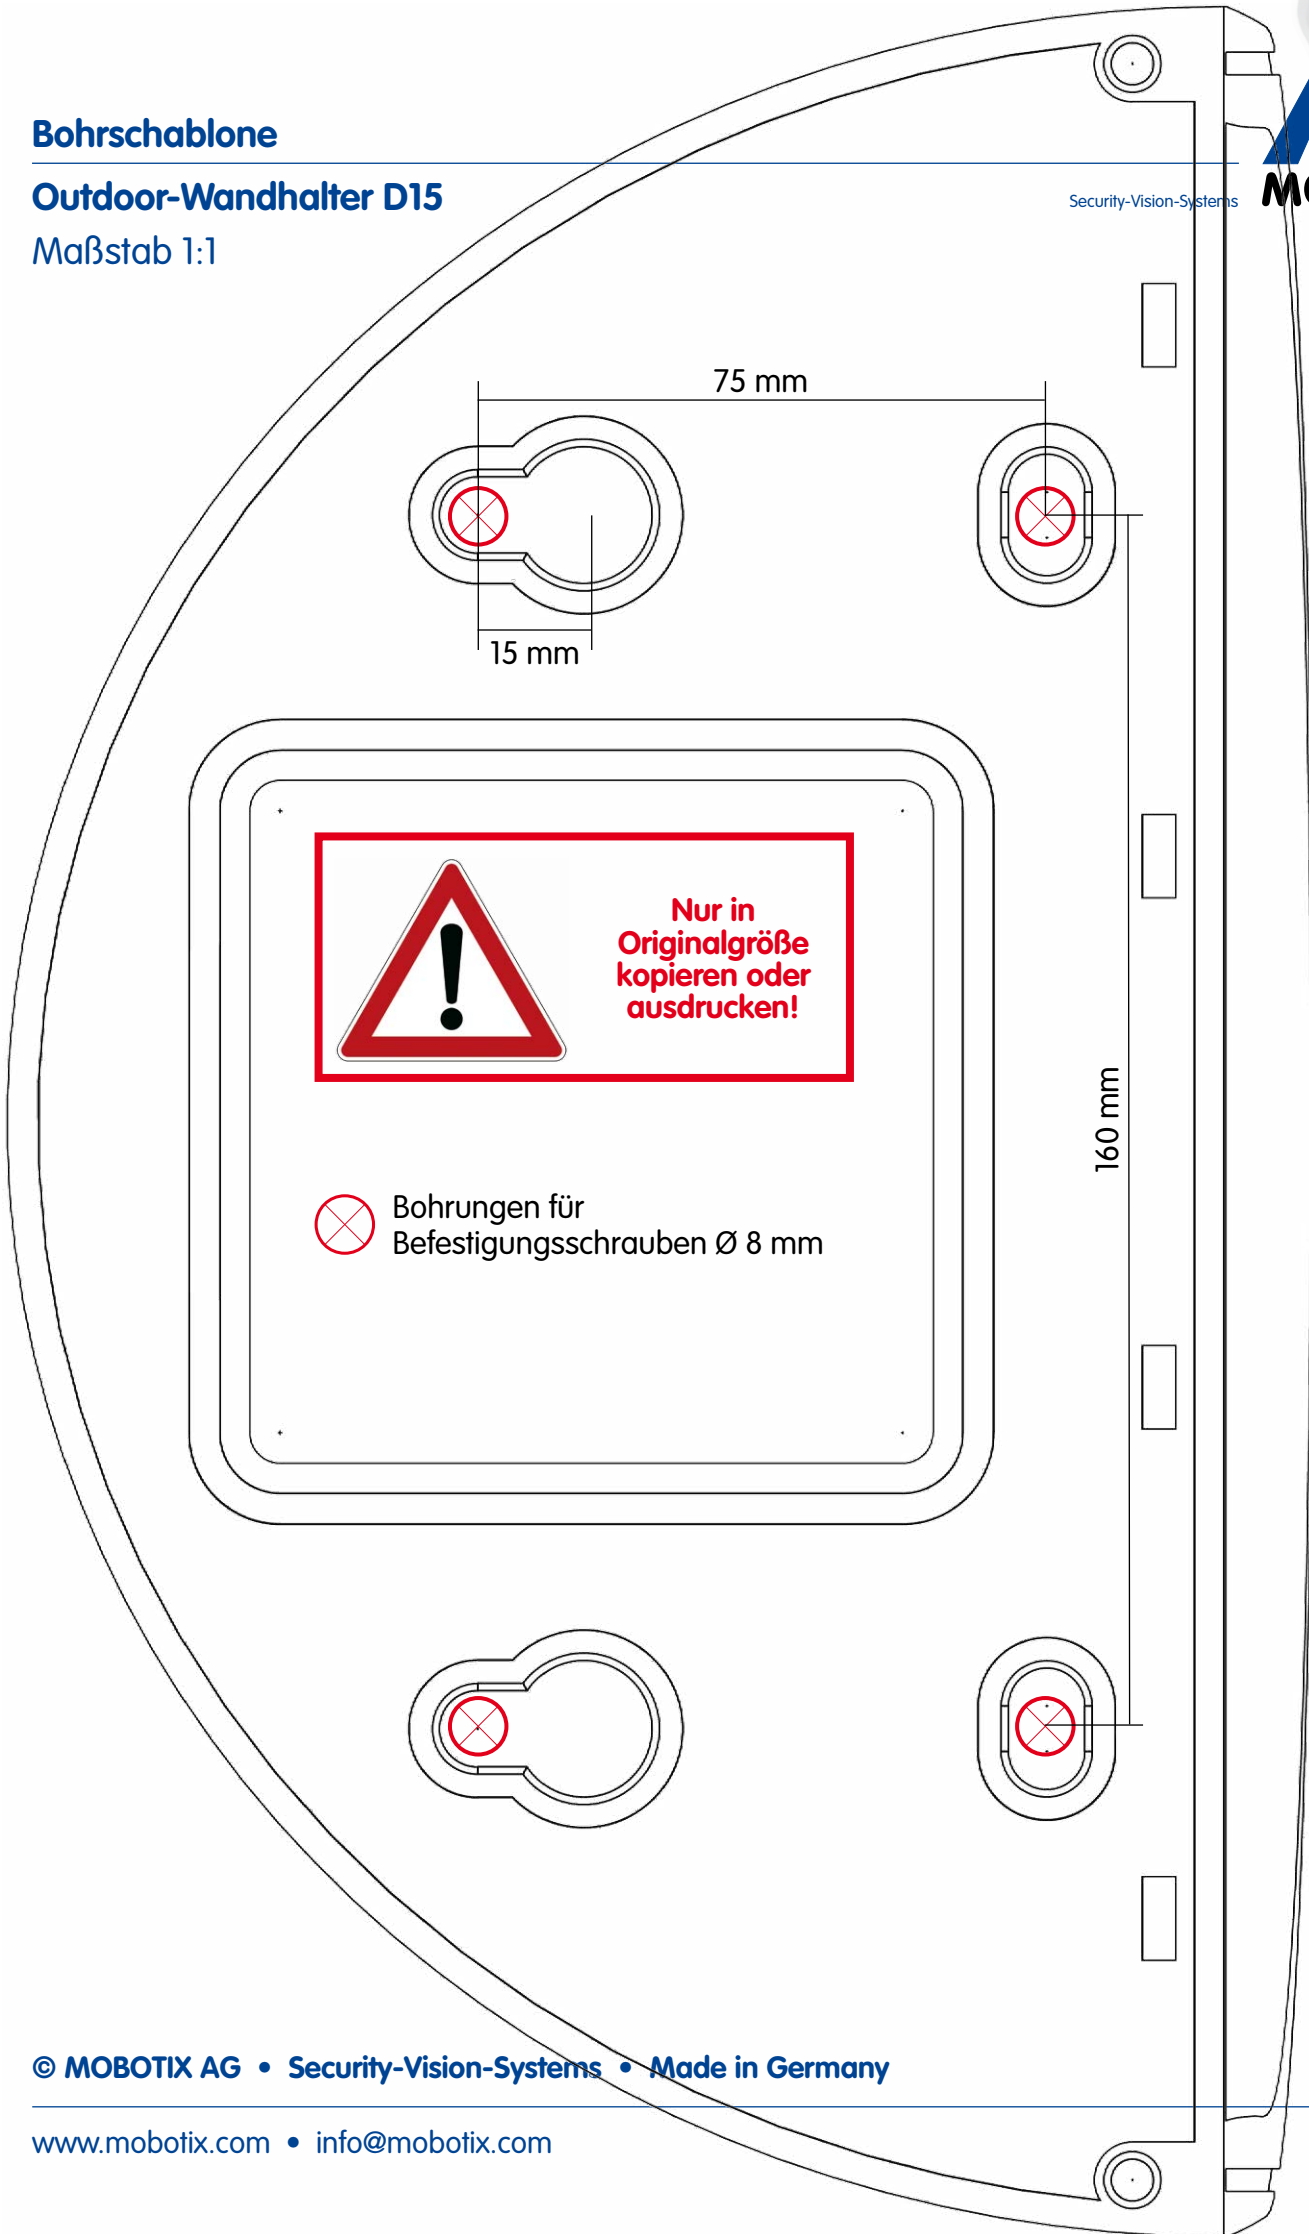 Bohrschablone
Outdoor-Wandhalter D15
Maßstab 1:1
Security-Vision-Systems
75 mm
15 mm
Nur in
Originalgröße
kopieren oder
ausdrucken!
160 mm
Bohrungen für
Befestigungsschrauben Ø 8 mm
© MOBOTIX AG • Security-Vision-Systems • Made in Germany
www.mobotix.com • info@mobotix.com